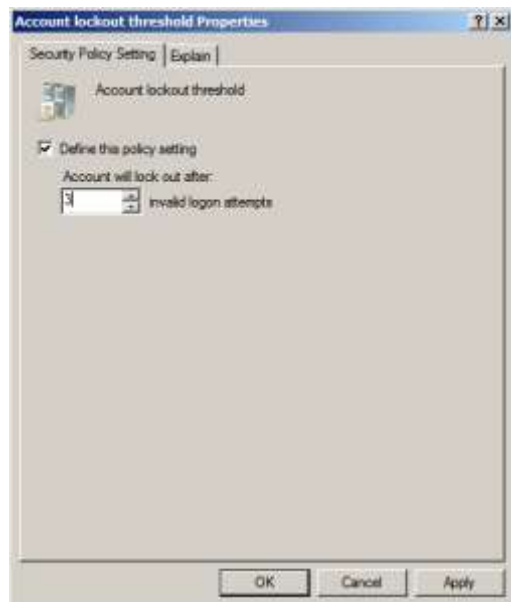 Account lockout threshold Properties
Security Policy Setting
Explain
Account lockout threshold
Define this policy setting
Account will lock out after:
3
invalid logon attempts
OK
Cancel
Apply